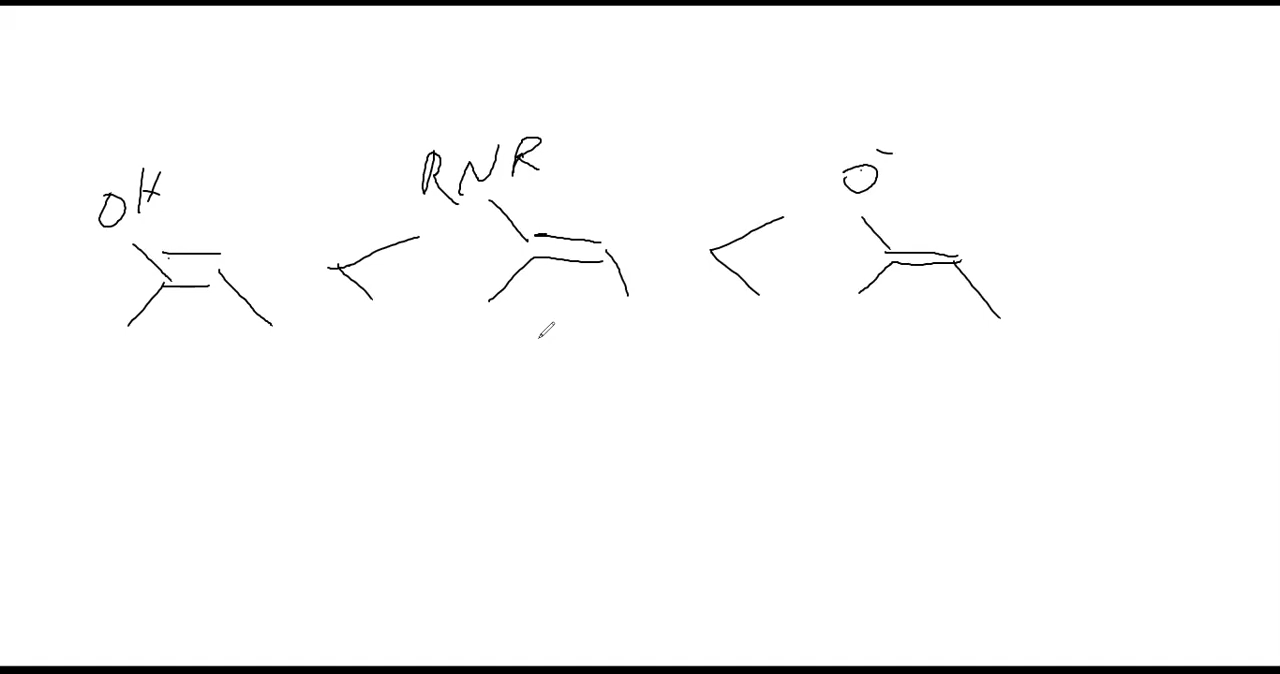 OH < RNR < O⁻